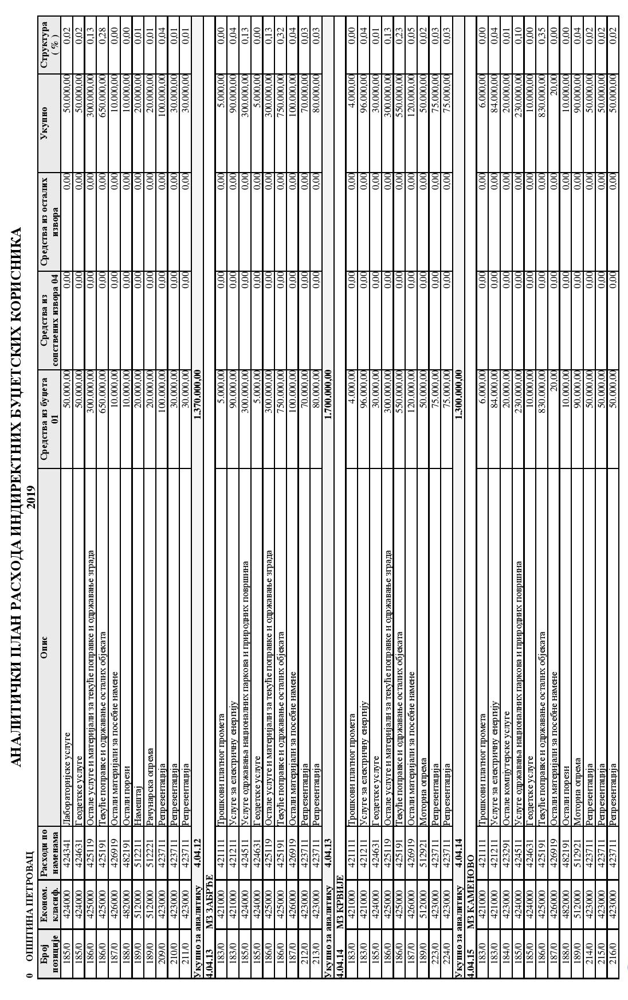 АНАЛИТИЧКИ ПЛАН РАСХОДА ИНДИРЕКТНИХ БУЏЕТСКИХ КОРИСНИКА
2019
0 ОПШТИНА ПЕТРОВАЦ
Број позиције Економ. класиф. Расходи по наменама Опис Средства из буџета 01 Средства из сопствених извора 04 Средства из осталих извора Укупно Структура ( % )
185/0 424000 424341 Лабораторијске услуге 50.000,00 0,00 0,00 50.000,00 0,02
185/0 424000 424631 Геодетске услуге 50.000,00 0,00 0,00 50.000,00 0,02
186/0 425000 425119 Остале услуге и материјали за текуће поправке и одржавање зграда 300.000,00 0,00 0,00 300.000,00 0,13
186/0 425000 425191 Текуће поправке и одржавање осталих објеката 650.000,00 0,00 0,00 650.000,00 0,28
187/0 426000 426919 Остали материјали за посебне намене 10.000,00 0,00 0,00 10.000,00 0,00
188/0 482000 482191 Остали порези 10.000,00 0,00 0,00 10.000,00 0,00
189/0 512000 512211 Намештај 20.000,00 0,00 0,00 20.000,00 0,01
189/0 512000 512221 Рачунарска опрема 20.000,00 0,00 0,00 20.000,00 0,01
209/0 423000 423711 Репрезентација 100.000,00 0,00 0,00 100.000,00 0,04
210/0 423000 423711 Репрезентација 30.000,00 0,00 0,00 30.000,00 0,01
211/0 423000 423711 Репрезентација 30.000,00 0,00 0,00 30.000,00 0,01
Укупно за аналитику 4.04.12 1.370.000,00
4.04.13 МЗ ЗАБРЂЕ
183/0 421000 421111 Трошкови платног промета 5.000,00 0,00 0,00 5.000,00 0,00
183/0 421000 421211 Услуге за електричну енергију 90.000,00 0,00 0,00 90.000,00 0,04
185/0 424000 424511 Услуге одржавања националних паркова и природних површина 300.000,00 0,00 0,00 300.000,00 0,13
185/0 424000 424631 Геодетске услуге 5.000,00 0,00 0,00 5.000,00 0,00
186/0 425000 425119 Остале услуге и материјали за текуће поправке и одржавање зграда 300.000,00 0,00 0,00 300.000,00 0,13
186/0 425000 425191 Текуће поправке и одржавање осталих објеката 750.000,00 0,00 0,00 750.000,00 0,32
187/0 426000 426919 Остали материјали за посебне намене 100.000,00 0,00 0,00 100.000,00 0,04
212/0 423000 423711 Репрезентација 70.000,00 0,00 0,00 70.000,00 0,03
213/0 423000 423711 Репрезентација 80.000,00 0,00 0,00 80.000,00 0,03
Укупно за аналитику 4.04.13 1.700.000,00
4.04.14 МЗ КРВИЈЕ
183/0 421000 421111 Трошкови платног промета 4.000,00 0,00 0,00 4.000,00 0,00
183/0 421000 421211 Услуге за електричну енергију 96.000,00 0,00 0,00 96.000,00 0,04
185/0 424000 424631 Геодетске услуге 30.000,00 0,00 0,00 30.000,00 0,01
186/0 425000 425119 Остале услуге и материјали за текуће поправке и одржавање зграда 300.000,00 0,00 0,00 300.000,00 0,13
186/0 425000 425191 Текуће поправке и одржавање осталих објеката 550.000,00 0,00 0,00 550.000,00 0,23
187/0 426000 426919 Остали материјали за посебне намене 120.000,00 0,00 0,00 120.000,00 0,05
189/0 512000 512921 Моторна опрема 50.000,00 0,00 0,00 50.000,00 0,02
223/0 423000 423711 Репрезентација 75.000,00 0,00 0,00 75.000,00 0,03
224/0 423000 423711 Репрезентација 75.000,00 0,00 0,00 75.000,00 0,03
Укупно за аналитику 4.04.14 1.300.000,00
4.04.15 МЗ КАМЕНОВО
183/0 421000 421111 Трошкови платног промета 6.000,00 0,00 0,00 6.000,00 0,00
183/0 421000 421211 Услуге за електричну енергију 84.000,00 0,00 0,00 84.000,00 0,04
184/0 423000 423291 Остале компјутерске услуге 20.000,00 0,00 0,00 20.000,00 0,01
185/0 424000 424511 Услуге одржавања националних паркова и природних површина 230.000,00 0,00 0,00 230.000,00 0,10
185/0 424000 424631 Геодетске услуге 10.000,00 0,00 0,00 10.000,00 0,00
186/0 425000 425191 Текуће поправке и одржавање осталих објеката 830.000,00 0,00 0,00 830.000,00 0,35
187/0 426000 426919 Остали материјали за посебне намене 20,00 0,00 0,00 20,00 0,00
188/0 482000 482191 Остали порези 10.000,00 0,00 0,00 10.000,00 0,00
189/0 512000 512921 Моторна опрема 90.000,00 0,00 0,00 90.000,00 0,04
214/0 423000 423711 Репрезентација 50.000,00 0,00 0,00 50.000,00 0,02
215/0 423000 423711 Репрезентација 50.000,00 0,00 0,00 50.000,00 0,02
216/0 423000 423711 Репрезентација 50.000,00 0,00 0,00 50.000,00 0,02